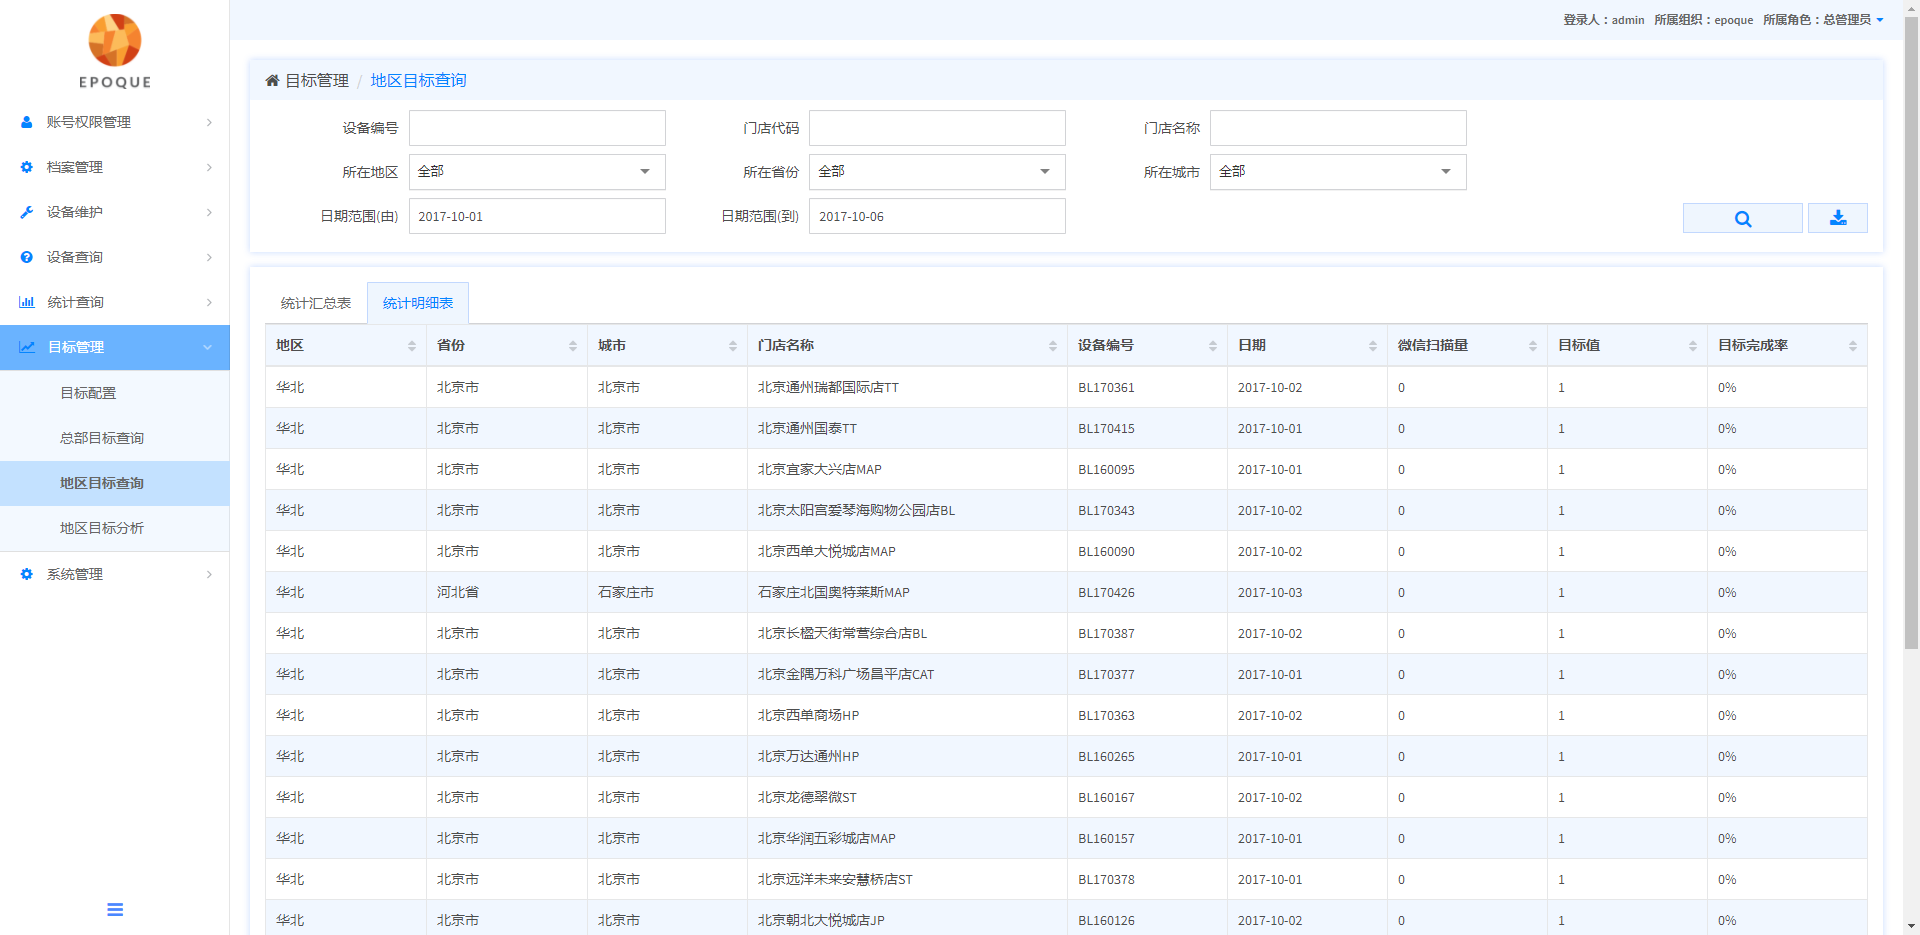 登录人：admin 所属组织：epoque 所属角色：总管理员
EPOQUE
账号权限管理
档案管理
设备维护
设备查询
统计查询
目标管理
目标配置
总部目标查询
地区目标查询
地区目标分析
系统管理
目标管理 / 地区目标查询
设备编号 门店代码 门店名称
所在地区 全部 所在省份 全部 所在城市 全部
日期范围(由) 2017-10-01 日期范围(到) 2017-10-06
统计汇总表 统计明细表
地区 省份 城市 门店名称 设备编号 日期 微信扫描量 目标值 目标完成率
华北 北京市 北京市 北京通州瑞都国际店TT BL170361 2017-10-02 0 1 0%
华北 北京市 北京市 北京通州国泰TT BL170415 2017-10-01 0 1 0%
华北 北京市 北京市 北京宜家大兴店MAP BL160095 2017-10-01 0 1 0%
华北 北京市 北京市 北京太阳宫爱琴海购物公园店BL BL170343 2017-10-02 0 1 0%
华北 北京市 北京市 北京西单大悦城店MAP BL160090 2017-10-02 0 1 0%
华北 河北省 石家庄市 石家庄北国奥特莱斯MAP BL170426 2017-10-03 0 1 0%
华北 北京市 北京市 北京长楹天街常营综合店BL BL170387 2017-10-02 0 1 0%
华北 北京市 北京市 北京金隅万科广场昌平店CAT BL170377 2017-10-01 0 1 0%
华北 北京市 北京市 北京西单商场HP BL170363 2017-10-02 0 1 0%
华北 北京市 北京市 北京万达通州HP BL160265 2017-10-01 0 1 0%
华北 北京市 北京市 北京龙德翠微ST BL160167 2017-10-02 0 1 0%
华北 北京市 北京市 北京华润五彩城店MAP BL160157 2017-10-01 0 1 0%
华北 北京市 北京市 北京远洋未来安慧桥店ST BL170378 2017-10-01 0 1 0%
华北 北京市 北京市 北京朝北大悦城店JP BL160126 2017-10-02 0 1 0%